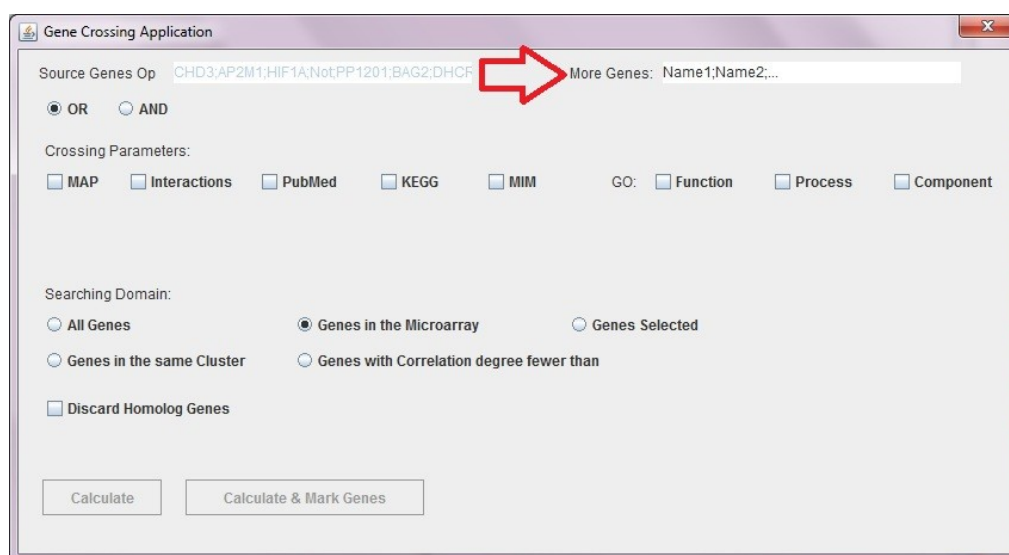 Gene Crossing Application
Source Genes Op CHD3;AP2M1;HIF1A;Not;PP1201;BAG2;DHCR More Genes: Name1;Name2;...
OR AND
Crossing Parameters:
MAP Interactions PubMed KEGG MIM GO: Function Process Component
Searching Domain:
All Genes Genes in the Microarray Genes Selected
Genes in the same Cluster Genes with Correlation degree fewer than
Discard Homolog Genes
Calculate Calculate & Mark Genes